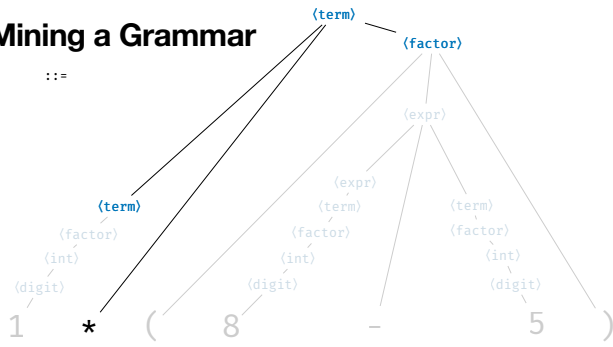 ⟨term⟩
Mining a Grammar
⟨factor⟩
::=
⟨expr⟩
⟨expr⟩
⟨term⟩ ⟨term⟩ ⟨term⟩
⟨factor⟩ ⟨factor⟩ ⟨factor⟩
⟨int⟩ ⟨int⟩ ⟨int⟩
⟨digit⟩ ⟨digit⟩ ⟨digit⟩
1 * ( 8 - 5 )